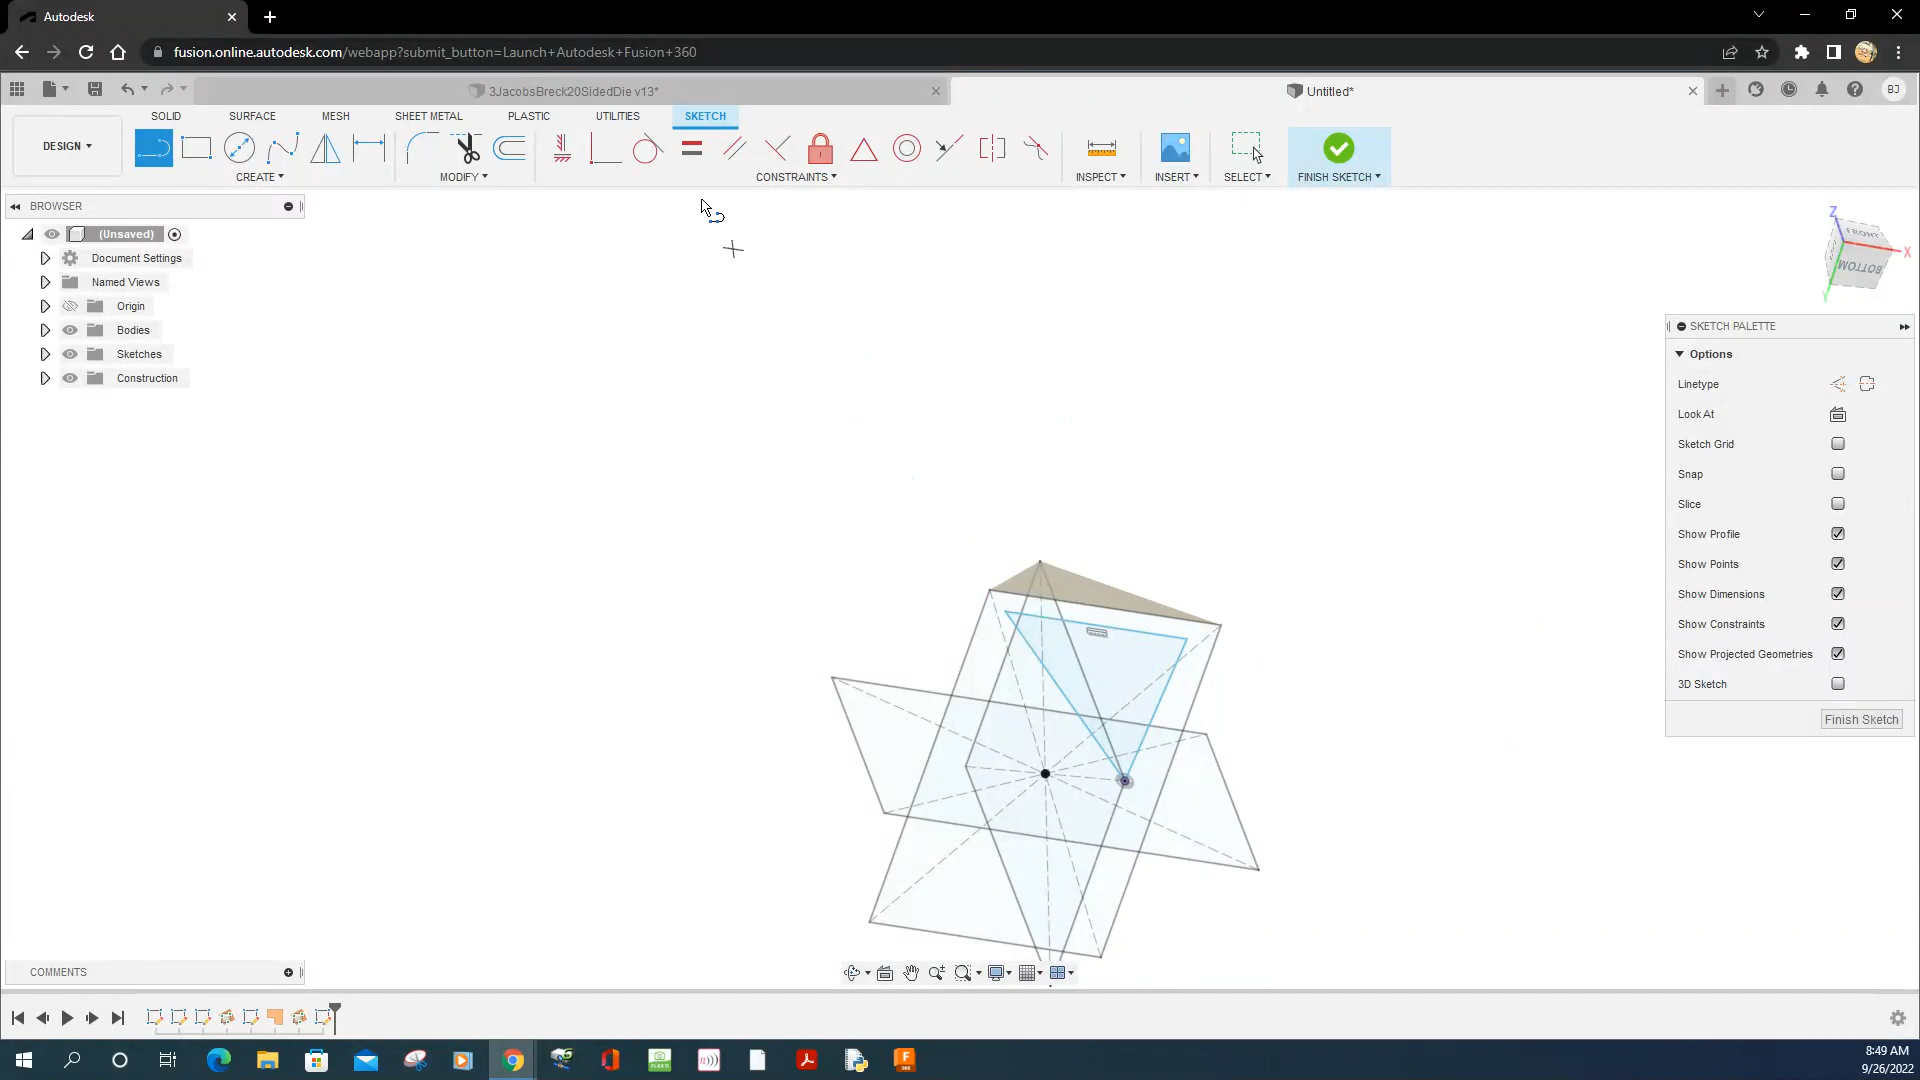 Autodesk
fusion.online.autodesk.com/webapp?submit_button=Launch+Autodesk+Fusion+360
3JacobsBreck20SidedDie v13*
Untitled*
BJ
SOLID
SURFACE
MESH
SHEET METAL
PLASTIC
UTILITIES
SKETCH
DESIGN
CREATE
MODIFY
CONSTRAINTS
INSPECT
INSERT
SELECT
FINISH SKETCH
BROWSER
(Unsaved)
Document Settings
Named Views
Origin
Bodies
Sketches
Construction
Z
FRONT
X
BOTTOM
Y
SKETCH PALETTE
Options
Linetype
Look At
Sketch Grid
Snap
Slice
Show Profile
Show Points
Show Dimensions
Show Constraints
Show Projected Geometries
3D Sketch
Finish Sketch
COMMENTS
8:49 AM
9/26/2022